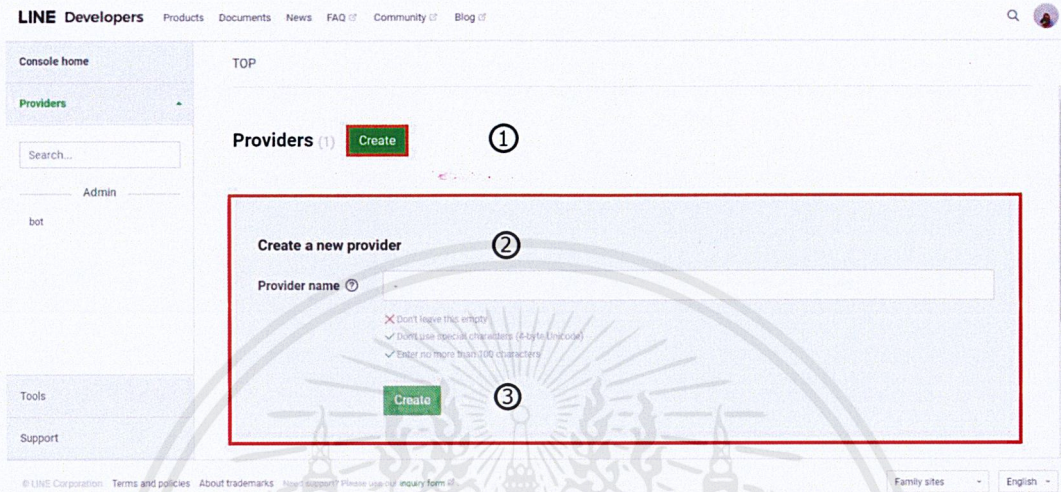 LINE Developers Products Documents News FAQ Community Blog
Console home
TOP
Providers
Providers (1) Create ①
Search...
Admin
bot
Create a new provider ②
Provider name ?
-
Don't leave this empty
Don't use special characters (4-byte Unicode)
Enter no more than 100 characters
Create ③
Tools
Support
© LINE Corporation Terms and policies About trademarks Need support? Please use our inquiry form Family sites English